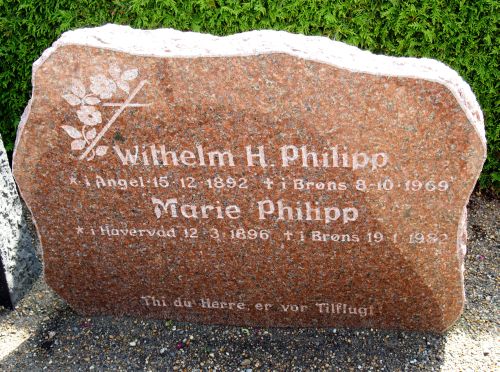 Wilhelm H. Philipp
* i Angel 15-12-1892 ✝ i Brøns 8-10-1969
Marie Philipp
* i Havervad 12-3-1896 ✝ i Brøns 19-1-1982
Thi du Herre, er vor Tilflugt